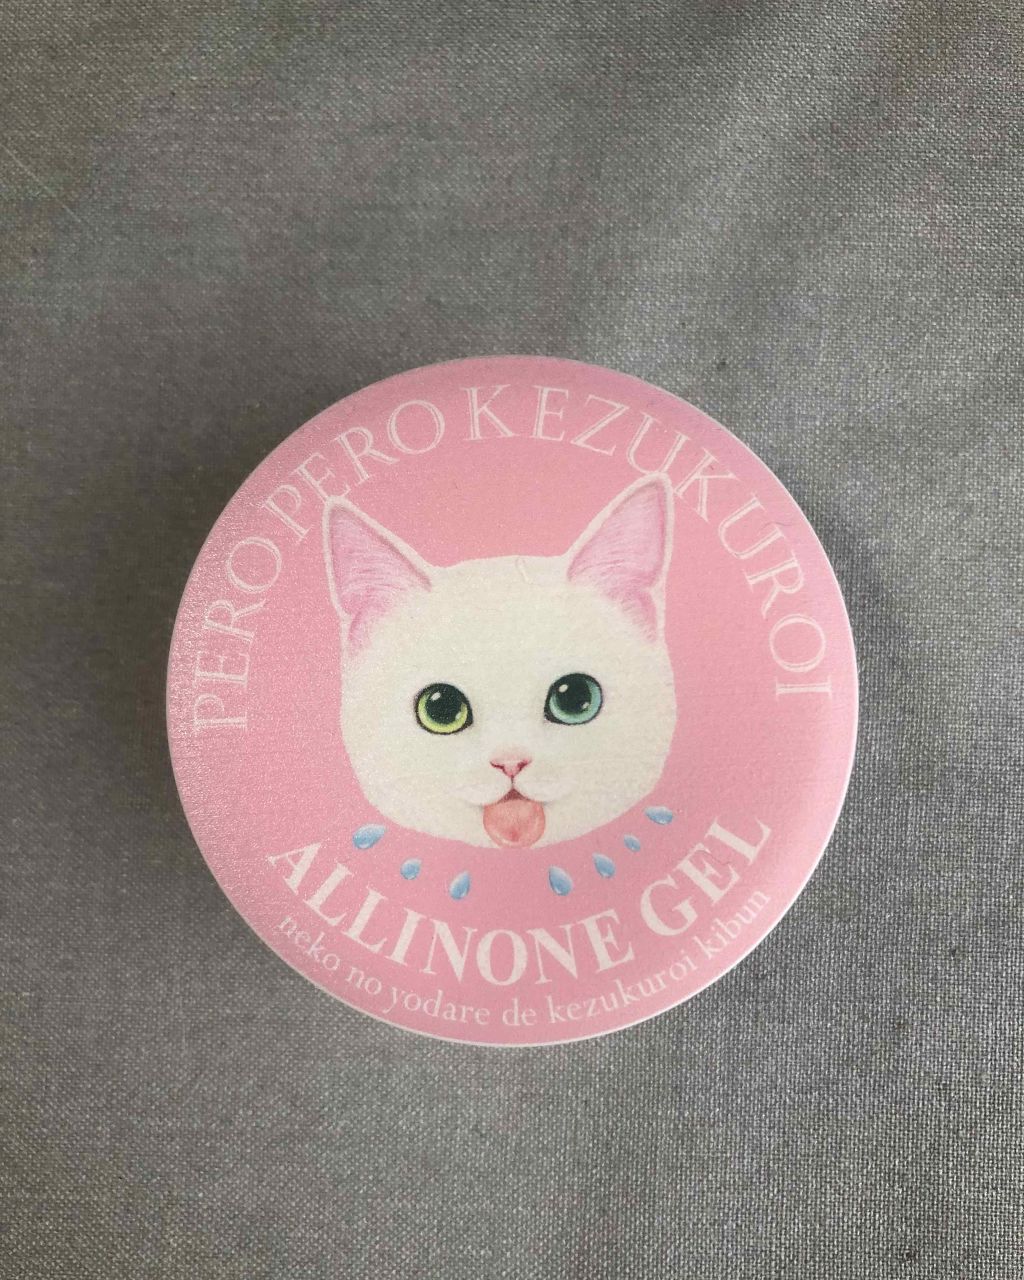 PERO PERO KEZUKUROI
ALLINONE GEL
neko no yodare de kezukuroi kibun